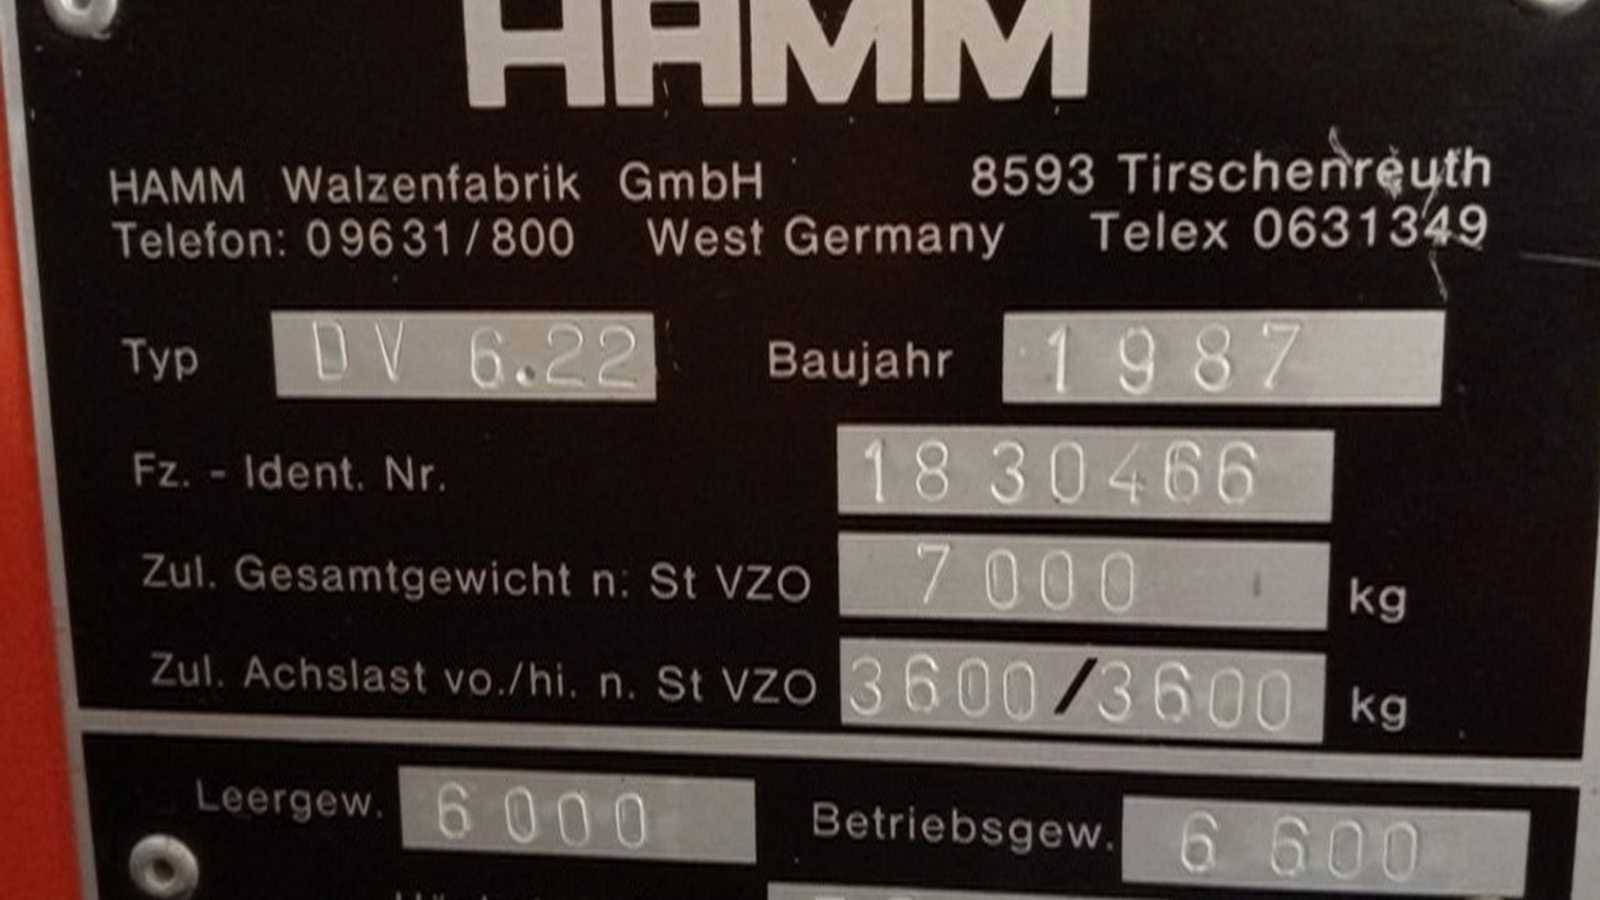 HAMM
HAMM Walzenfabrik GmbH 8593 Tirschenreuth
Telefon: 09631/800 West Germany Telex 0631349
Typ DV 6.22 Baujahr 1987
Fz. - Ident. Nr. 1830466
Zul. Gesamtgewicht n: St VZO 7000 kg
Zul. Achslast vo./hi. n. St VZO 3600/3600 kg
Leergew. 6000 Betriebsgew. 6600